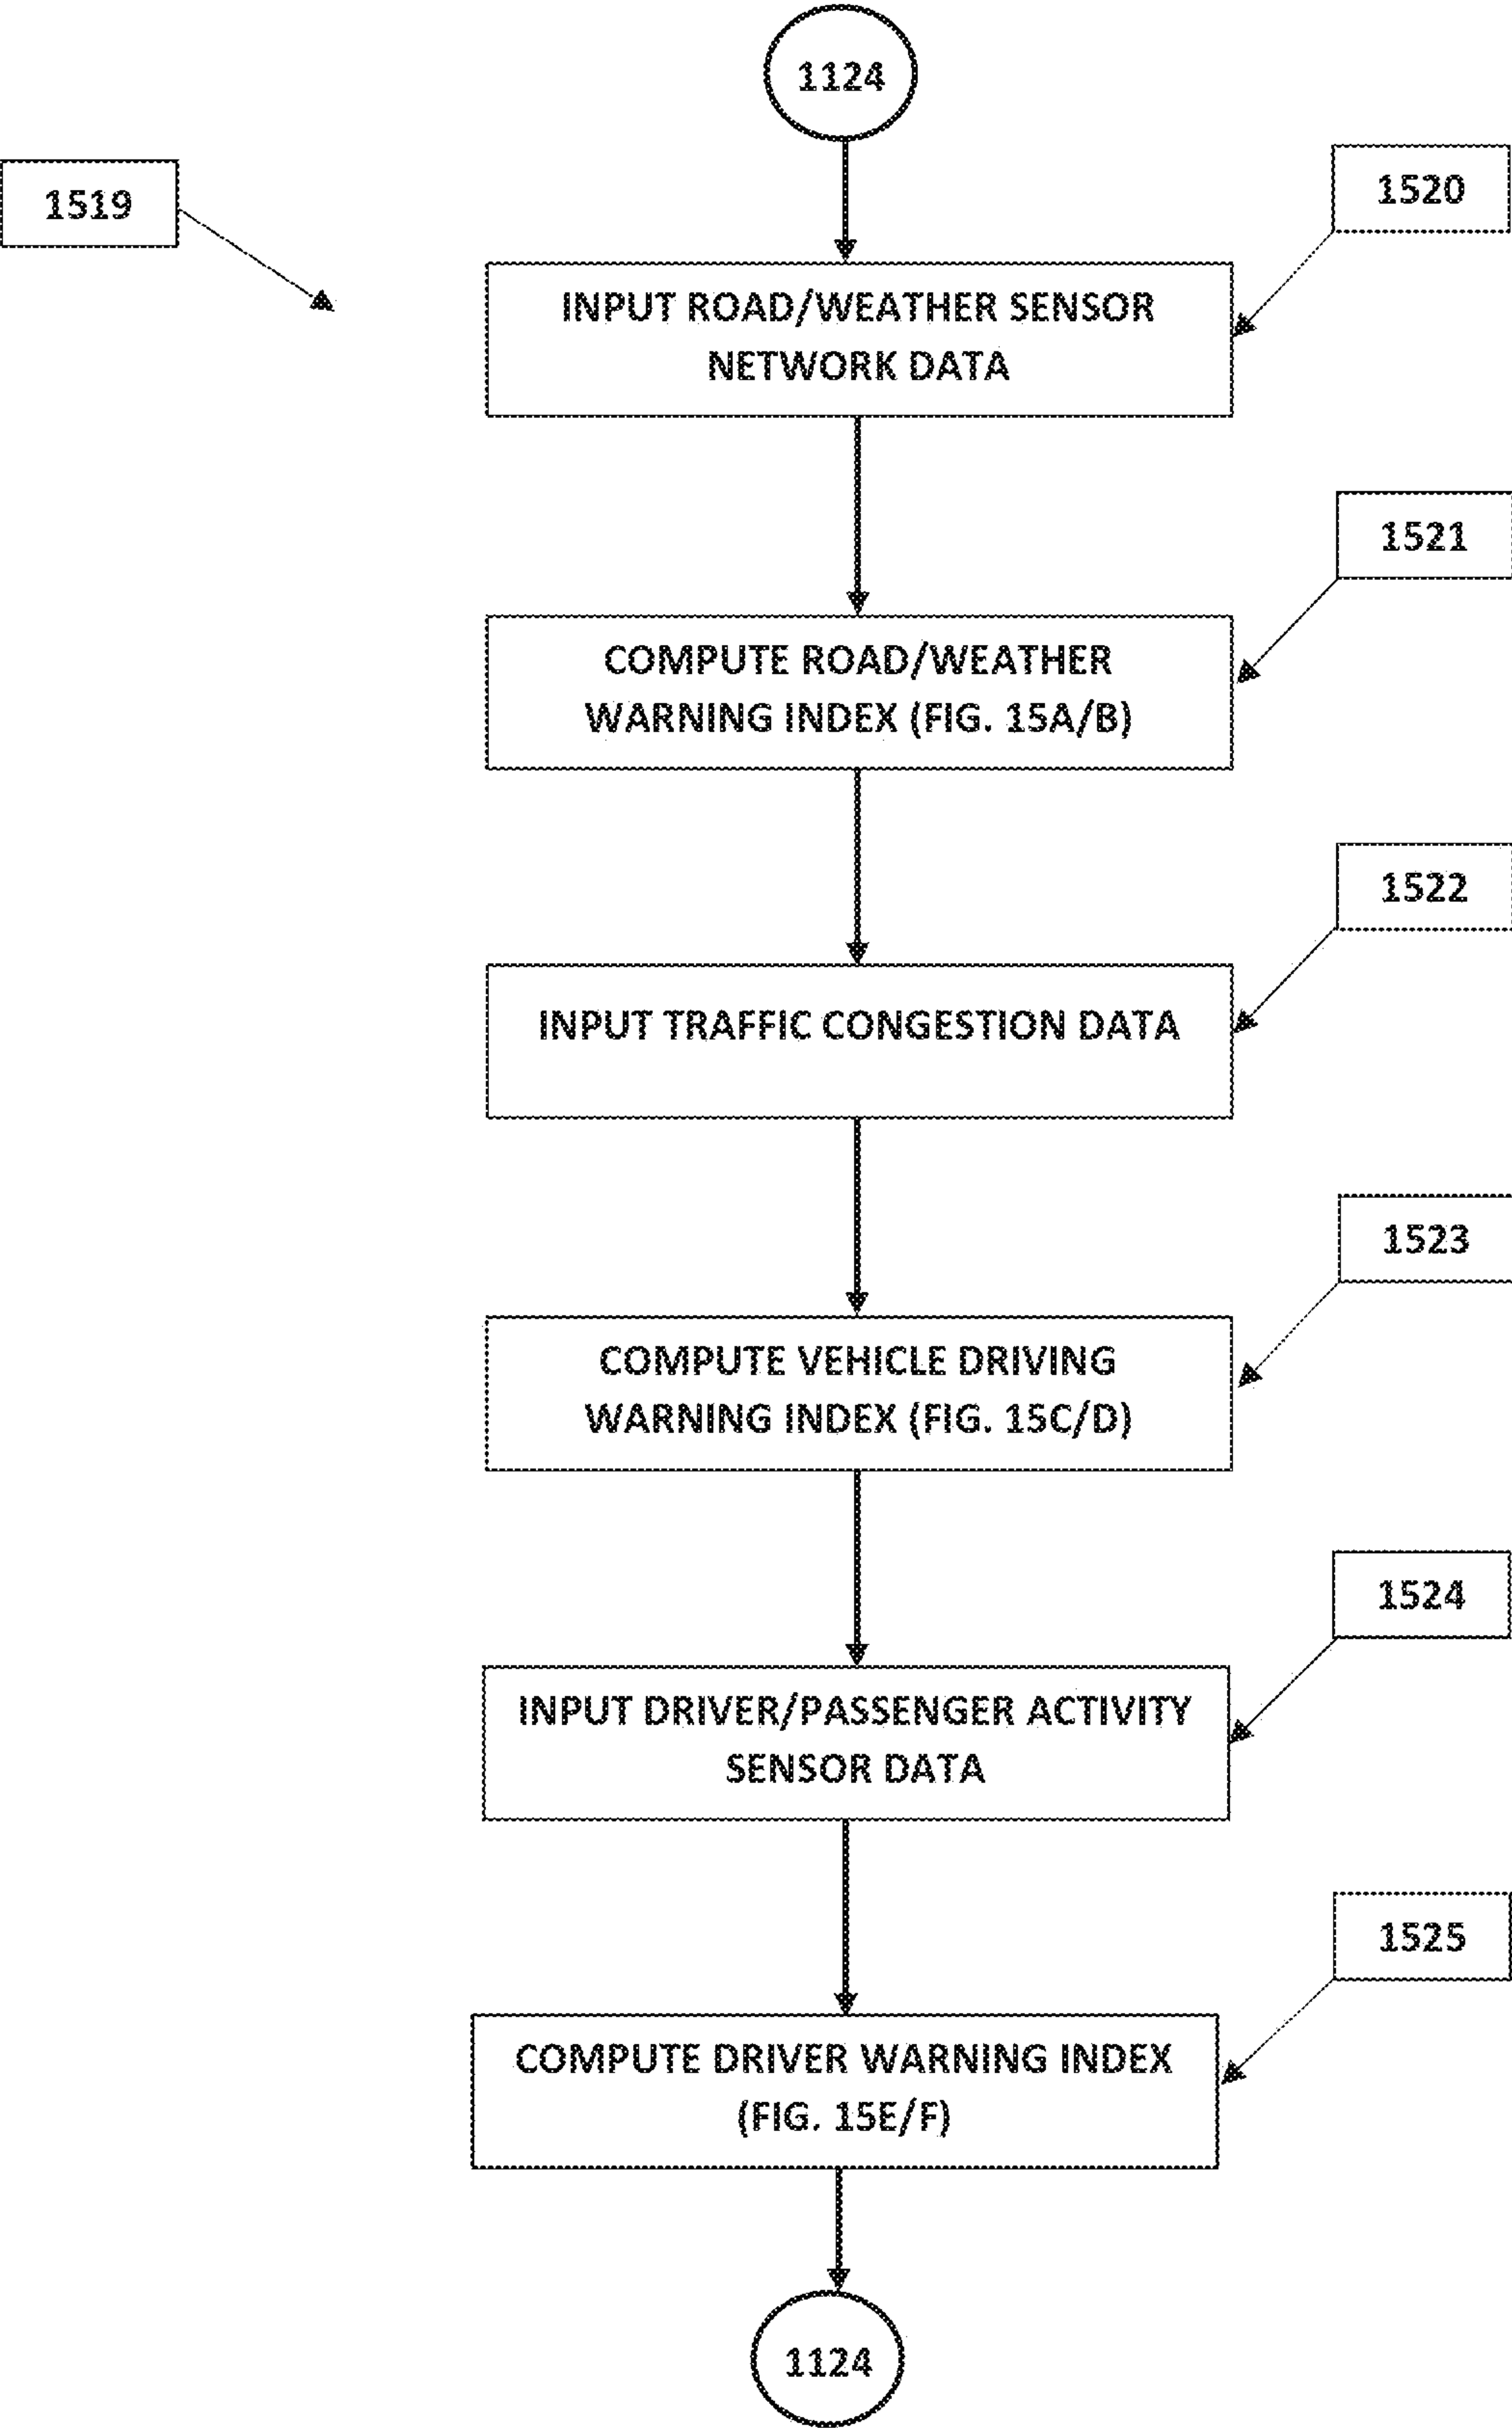 1124
1519
1520
INPUT ROAD/WEATHER SENSOR
NETWORK DATA
1521
COMPUTE ROAD/WEATHER
WARNING INDEX (FIG. 15A/B)
1522
INPUT TRAFFIC CONGESTION DATA
1523
COMPUTE VEHICLE DRIVING
WARNING INDEX (FIG. 15C/D)
1524
INPUT DRIVER/PASSENGER ACTIVITY
SENSOR DATA
1525
COMPUTE DRIVER WARNING INDEX
(FIG. 15E/F)
1124